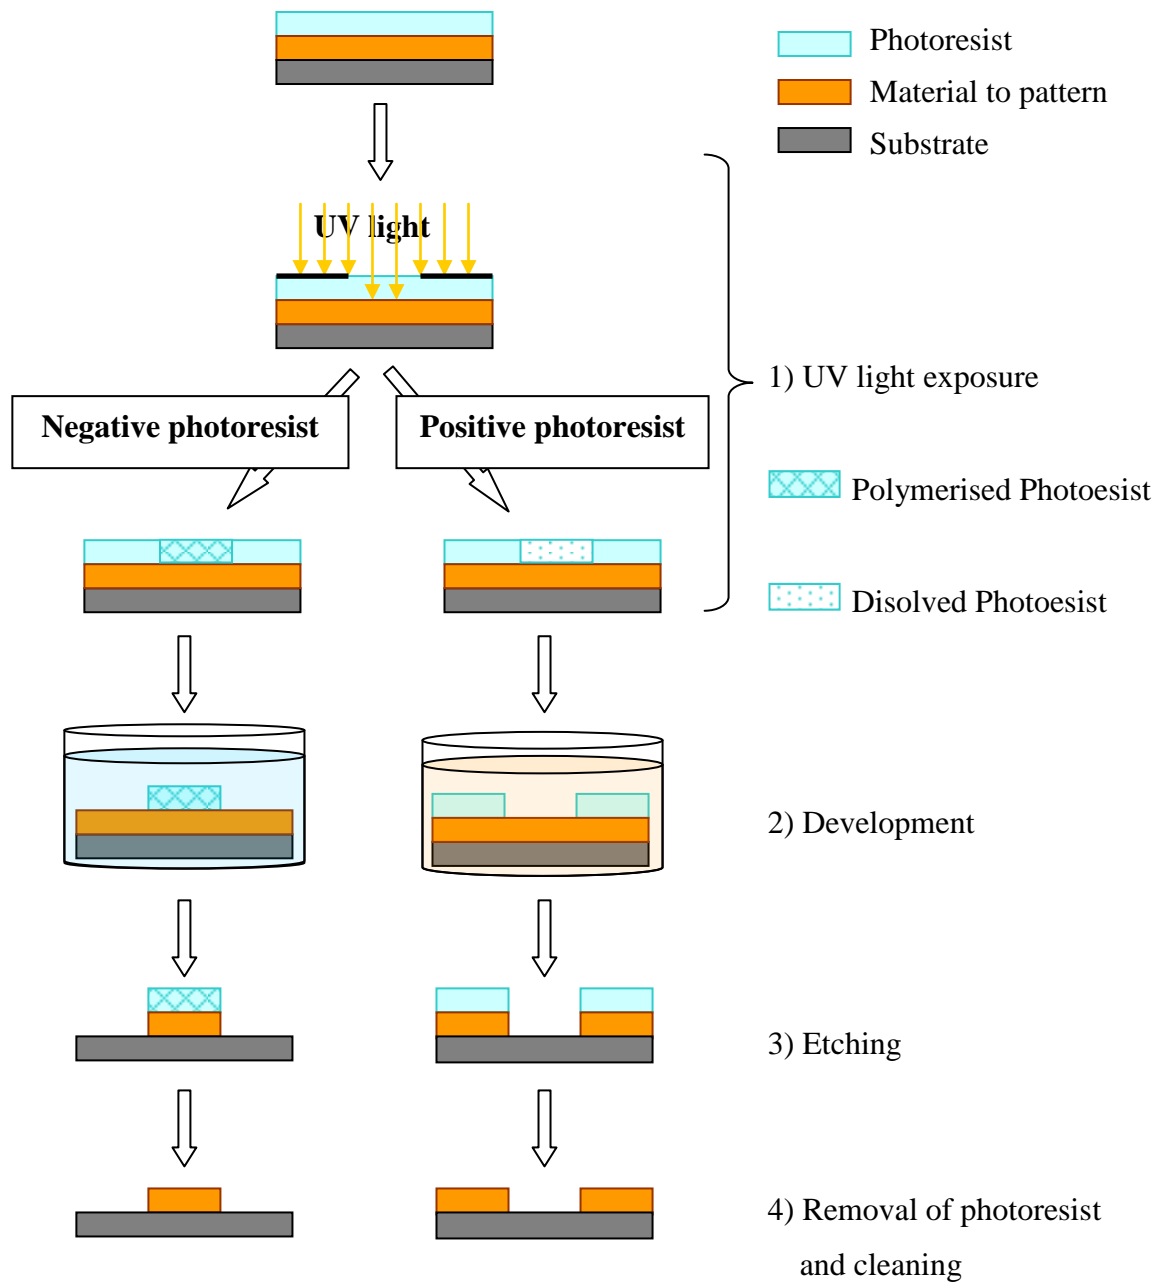 Photoresist
Material to pattern
Substrate
UV light
1) UV light exposure
Negative photoresist
Positive photoresist
Polymerised Photoesist
Disolved Photoesist
2) Development
3) Etching
4) Removal of photoresist
and cleaning